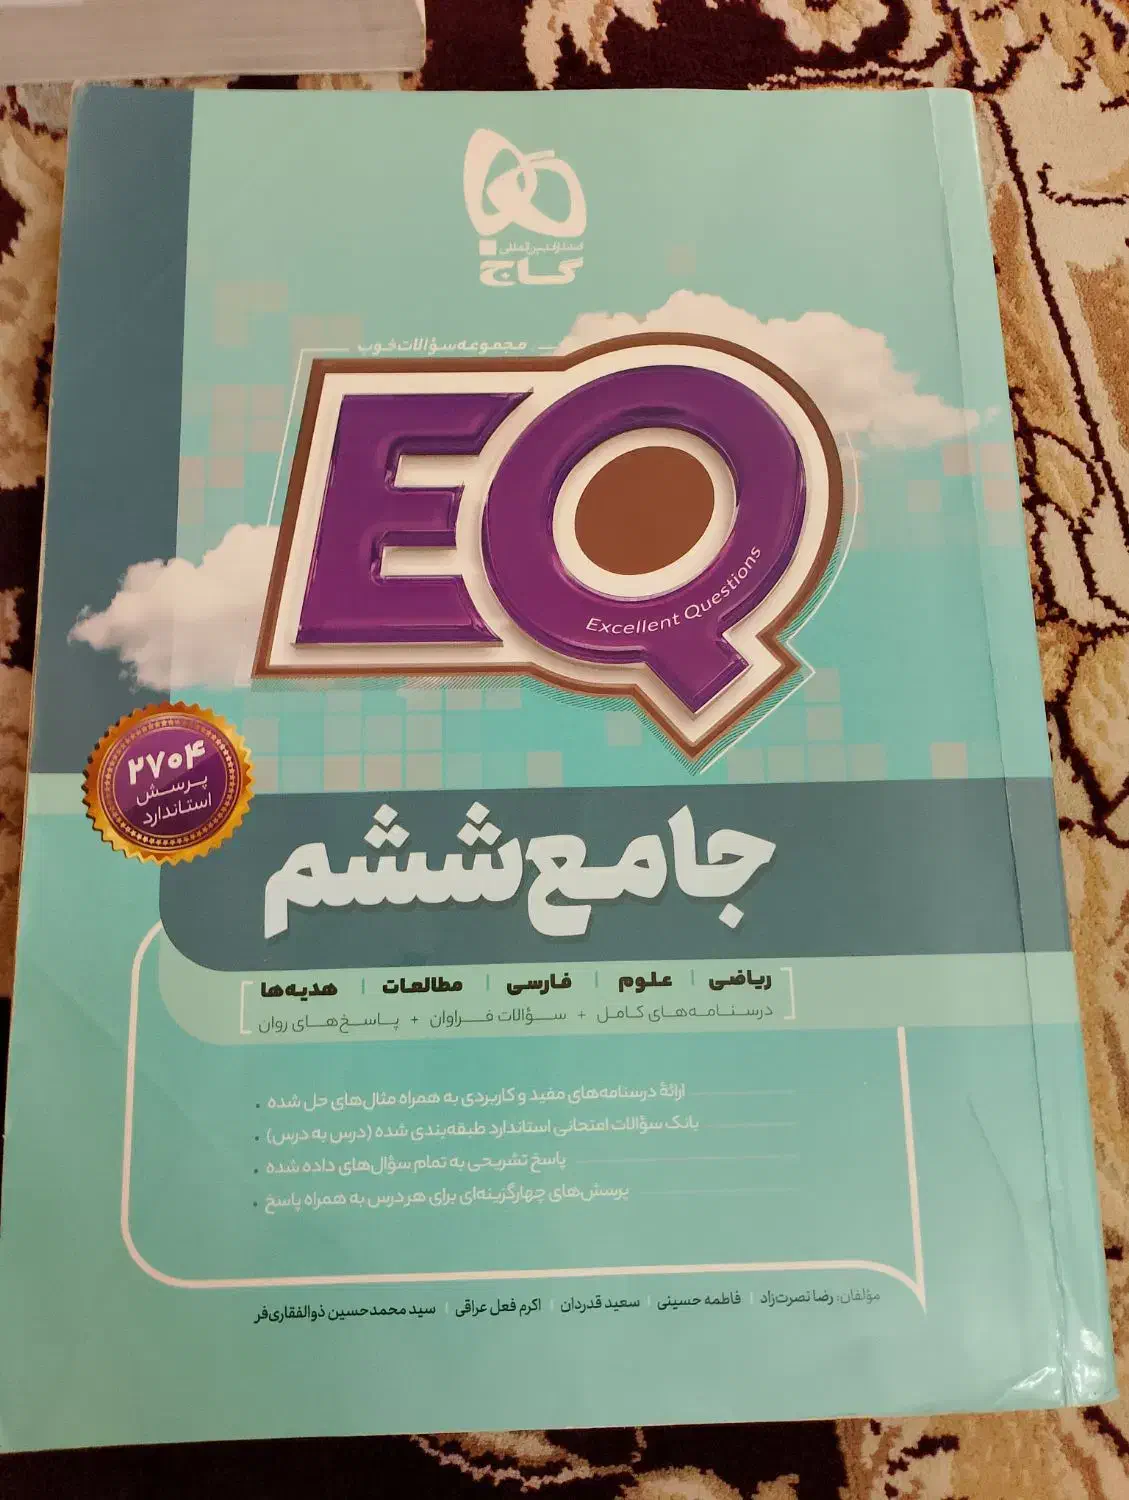 انتشارات بین‌المللی
گاج
مجموعه سؤالات خوب
EQ
Excellent Questions
۲۷۰۴
پرسش
استاندارد
جامع ششم
ریاضی | علوم | فارسی | مطالعات | هدیه‌ها
درسنامه‌های کامل + سؤالات فراوان + پاسخ‌های روان
ارائهٔ درسنامه‌های مفید و کاربردی به همراه مثال‌های حل شده
بانک سؤالات امتحانی استاندارد طبقه‌بندی شده (درس به درس)
پاسخ تشریحی به تمام سؤال‌های داده شده
پرسش‌های چهارگزینه‌ای برای هر درس به همراه پاسخ
مؤلفان: رضا نصرت‌زاد | فاطمه حسینی | سعید قدردان | اکرم فعل عراقی | سید محمدحسین ذوالفقاری‌فر